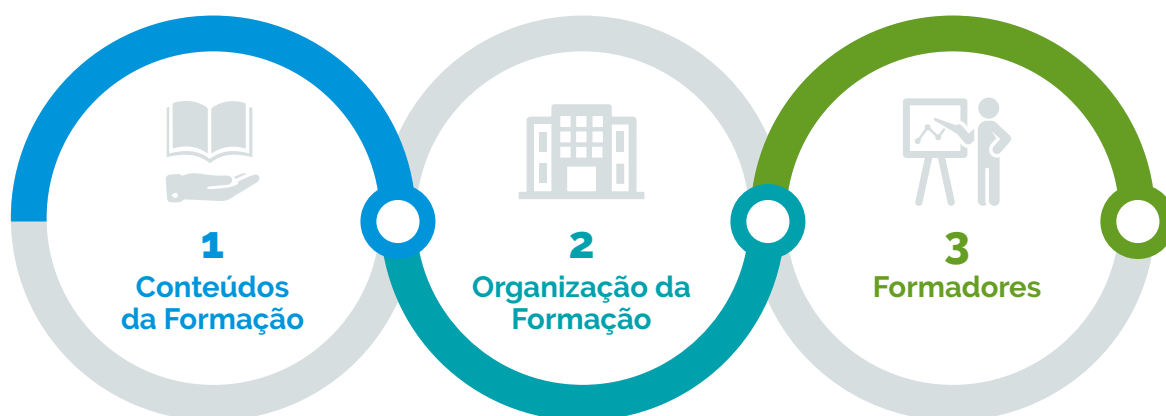 1
Conteúdos
da Formação
2
Organização da
Formação
3
Formadores